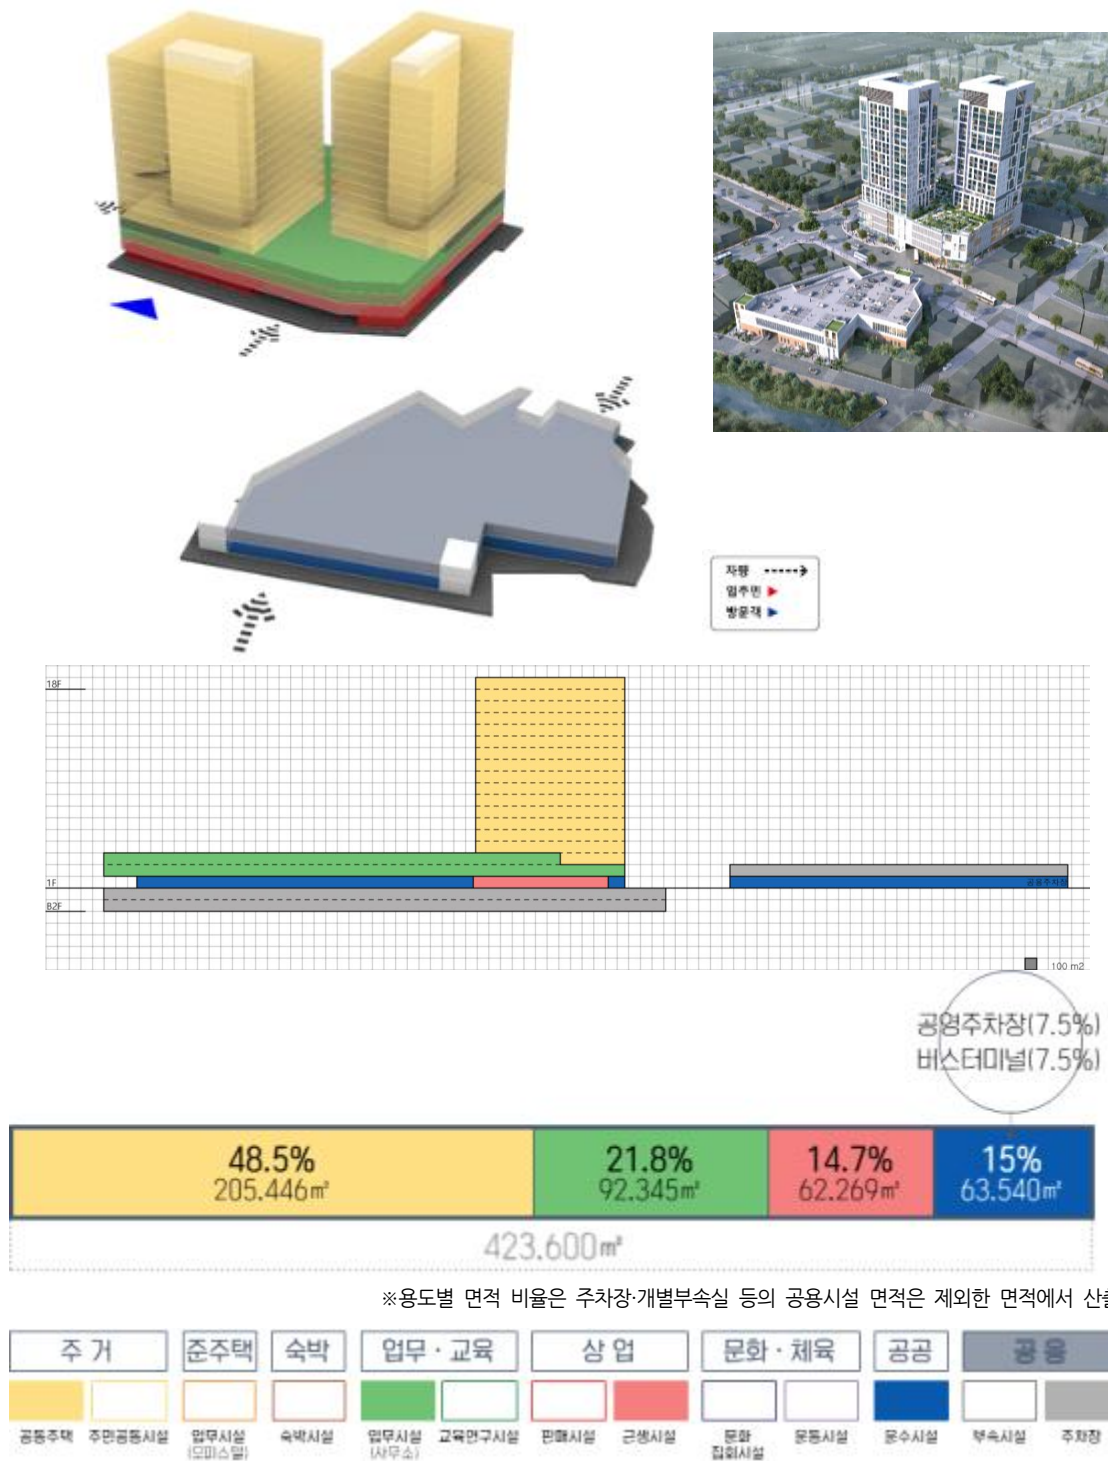 차량
입주민
방문객
18F
1F
B2F
공용주차장
100 m2
공영주차장(7.5%)
버스터미널(7.5%)
48.5%
205.446㎡
21.8%
92.345㎡
14.7%
62.269㎡
15%
63.540㎡
423.600㎡
※용도별 면적 비율은 주차장·개별부속실 등의 공용시설 면적은 제외한 면적에서 산출
주 거
준주택
숙박
업무 · 교육
상 업
문화 · 체육
공공
공 용
공동주택
주민공동시설
업무시설
(오피스텔)
숙박시설
업무시설
(사무소)
교육연구시설
판매시설
근생시설
문화
집회시설
운동시설
운수시설
부속시설
주차장